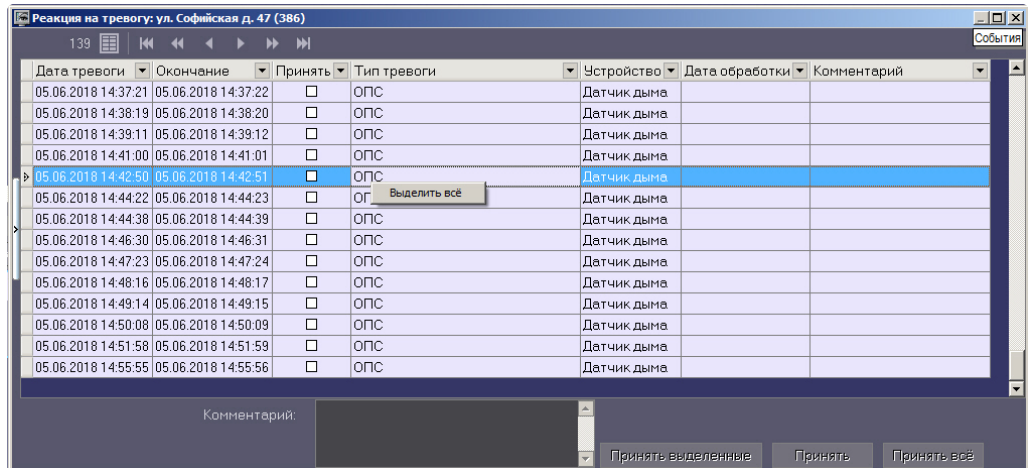 Реакция на тревогу: ул. Софийская д. 47 (386)
139
События
Дата тревоги Окончание Принять Тип тревоги Устройство Дата обработки Комментарий
05.06.2018 14:37:21 05.06.2018 14:37:22 ОПС Датчик дыма
05.06.2018 14:38:19 05.06.2018 14:38:20 ОПС Датчик дыма
05.06.2018 14:39:11 05.06.2018 14:39:12 ОПС Датчик дыма
05.06.2018 14:41:00 05.06.2018 14:41:01 ОПС Датчик дыма
05.06.2018 14:42:50 05.06.2018 14:42:51 ОПС Датчик дыма
Выделить всё
05.06.2018 14:44:22 05.06.2018 14:44:23 ОП Датчик дыма
05.06.2018 14:44:38 05.06.2018 14:44:39 ОПС Датчик дыма
05.06.2018 14:46:30 05.06.2018 14:46:31 ОПС Датчик дыма
05.06.2018 14:47:23 05.06.2018 14:47:24 ОПС Датчик дыма
05.06.2018 14:48:16 05.06.2018 14:48:17 ОПС Датчик дыма
05.06.2018 14:49:14 05.06.2018 14:49:15 ОПС Датчик дыма
05.06.2018 14:50:08 05.06.2018 14:50:09 ОПС Датчик дыма
05.06.2018 14:51:58 05.06.2018 14:51:59 ОПС Датчик дыма
05.06.2018 14:55:55 05.06.2018 14:55:56 ОПС Датчик дыма
Комментарий:
Принять выделенные Принять Принять всё